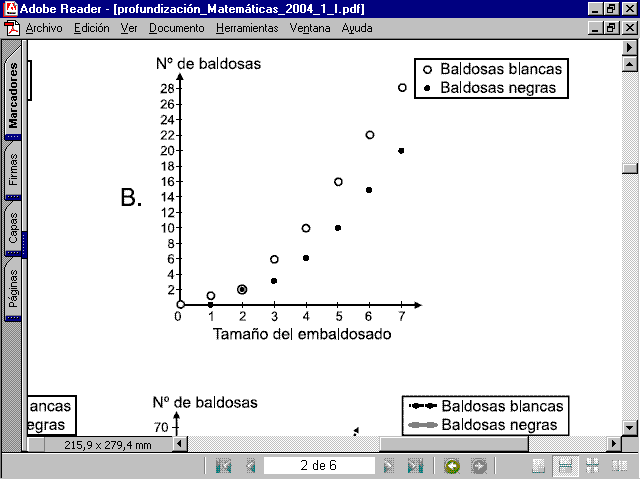 Adobe Reader - [profundización_Matemáticas_2004_1_I.pdf]
Archivo Edición Ver Documento Herramientas Ventana Ayuda
Marcadores
Firmas
Capas
Páginas
Nº de baldosas
Baldosas blancas
Baldosas negras
B.
28
26
24
22
20
18
16
14
12
10
8
6
4
2
0 1 2 3 4 5 6 7
Tamaño del embaldosado
ancas
egras
Nº de baldosas
70
Baldosas blancas
Baldosas negras
215,9 x 279,4 mm
2 de 6